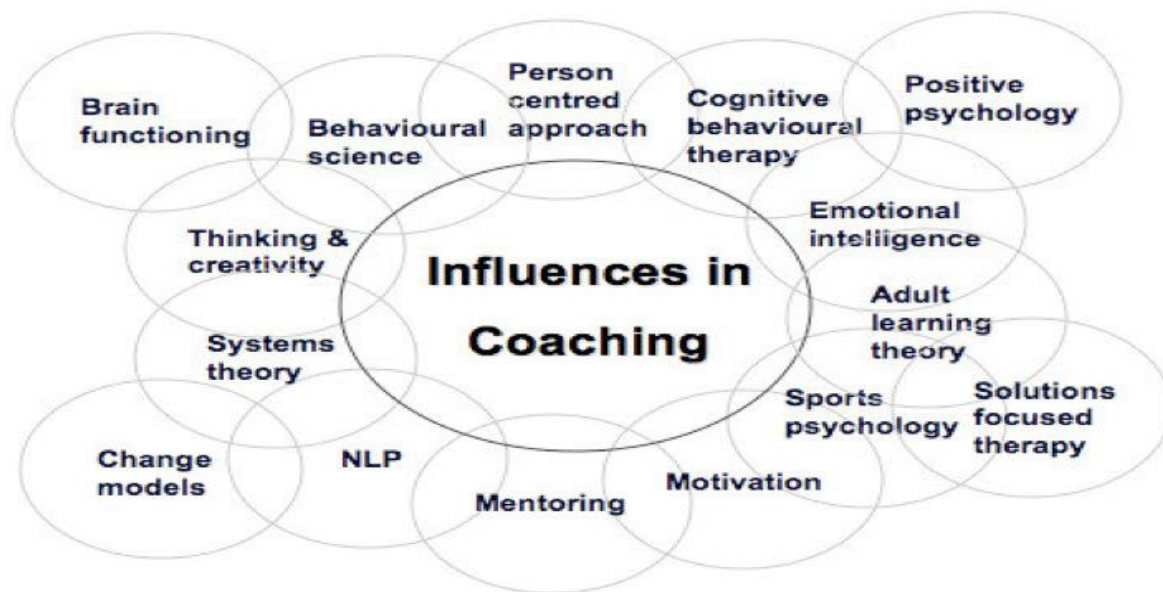 Brain
functioning
Behavioural
science
Person
centred
approach
Cognitive
behavioural
therapy
Positive
psychology
Thinking &
creativity
Emotional
intelligence
Influences in
Coaching
Systems
theory
Adult
learning
theory
Sports
psychology
Solutions
focused
therapy
Change
models
NLP
Mentoring
Motivation